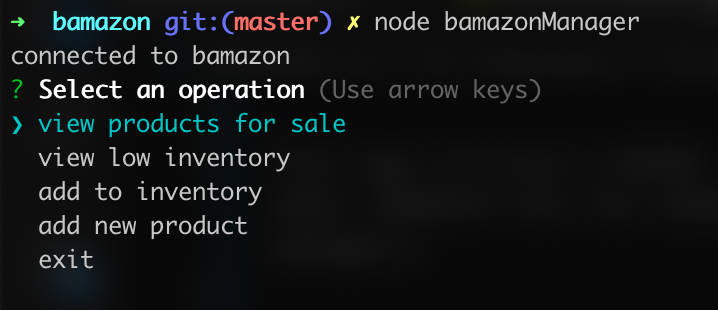 ➜  bamazon git:(master) ✗ node bamazonManager
connected to bamazon
? Select an operation (Use arrow keys)
❯ view products for sale
  view low inventory
  add to inventory
  add new product
  exit